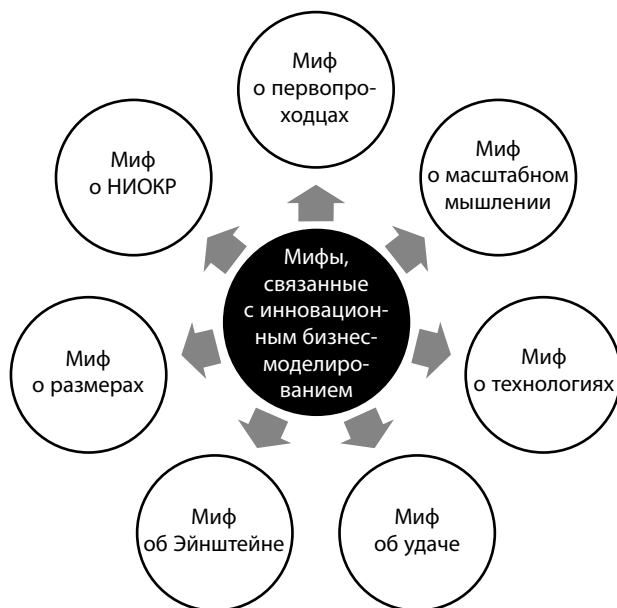 Миф
о первопро-
ходцах
Миф
о масштабном
мышлении
Миф
о НИОКР
Мифы,
связанные
с инновацион-
ным бизнес-
моделиро-
ванием
Миф
о размерах
Миф
о технологиях
Миф
об Эйнштейне
Миф
об удаче